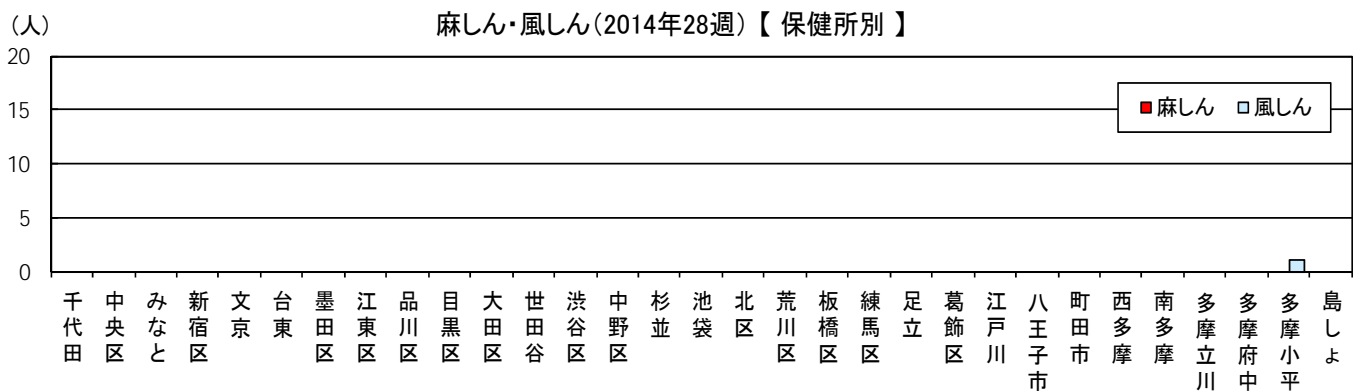 (人)
麻しん・風しん(2014年28週)【 保健所別 】
20
15
10
5
0
麻しん 風しん
千代田
中央区
みなと
新宿区
文京
台東
墨田区
江東区
品川区
目黒区
大田区
世田谷
渋谷区
中野区
杉並
池袋
北区
荒川区
板橋区
練馬区
足立
葛飾区
江戸川
八王子市
町田市
西多摩
南多摩
多摩立川
多摩府中
多摩小平
島しょ